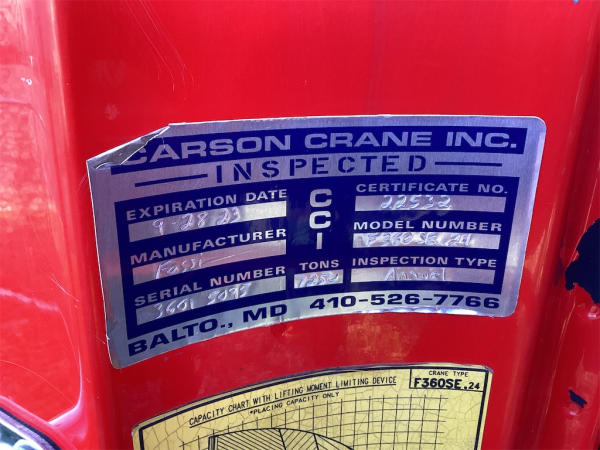 CARSON CRANE INC.
INSPECTED
EXPIRATION DATE CCI CERTIFICATE NO.
9-28-23 22532
MANUFACTURER MODEL NUMBER
Fassi F360SE.24
SERIAL NUMBER TONS INSPECTION TYPE
3601 5095 Annual
BALTO., MD 410-526-7766
CAPACITY CHART WITH LIFTING MOMENT LIMITING DEVICE
*PLACING CAPACITY ONLY
CRANE TYPE
F360SE.24